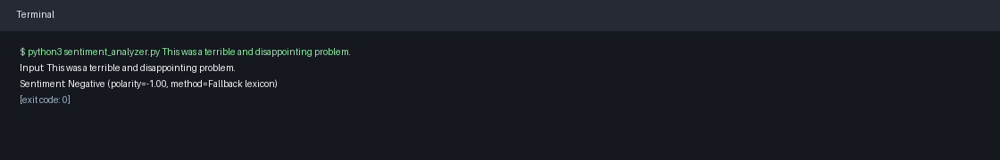 Terminal
$ python3 sentiment_analyzer.py This was a terrible and disappointing problem.
Input: This was a terrible and disappointing problem.
Sentiment: Negative (polarity=-1.00, method=Fallback lexicon)
[exit code: 0]